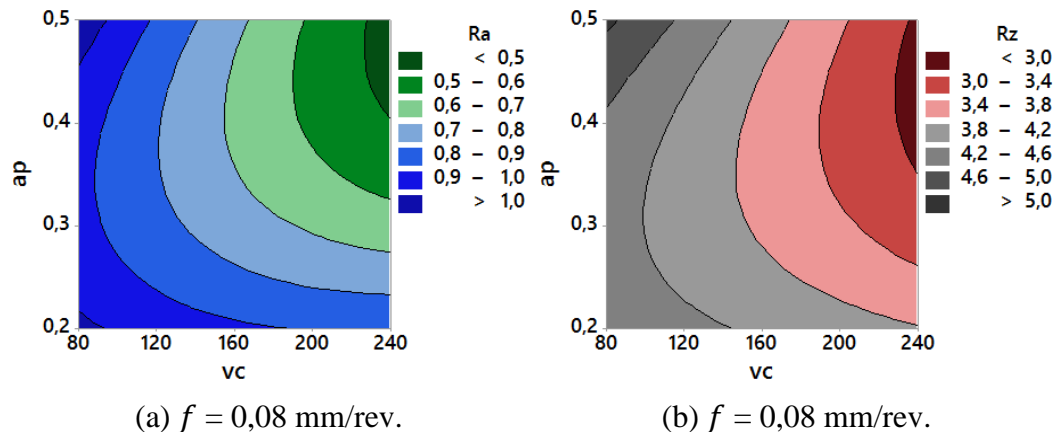 0,5
0,4
0,3
0,2
ap
80
120
160
200
240
vc
Ra
< 0,5
0,5 – 0,6
0,6 – 0,7
0,7 – 0,8
0,8 – 0,9
0,9 – 1,0
> 1,0
(a) f = 0,08 mm/rev.
0,5
0,4
0,3
0,2
ap
80
120
160
200
240
vc
Rz
< 3,0
3,0 – 3,4
3,4 – 3,8
3,8 – 4,2
4,2 – 4,6
4,6 – 5,0
> 5,0
(b) f = 0,08 mm/rev.